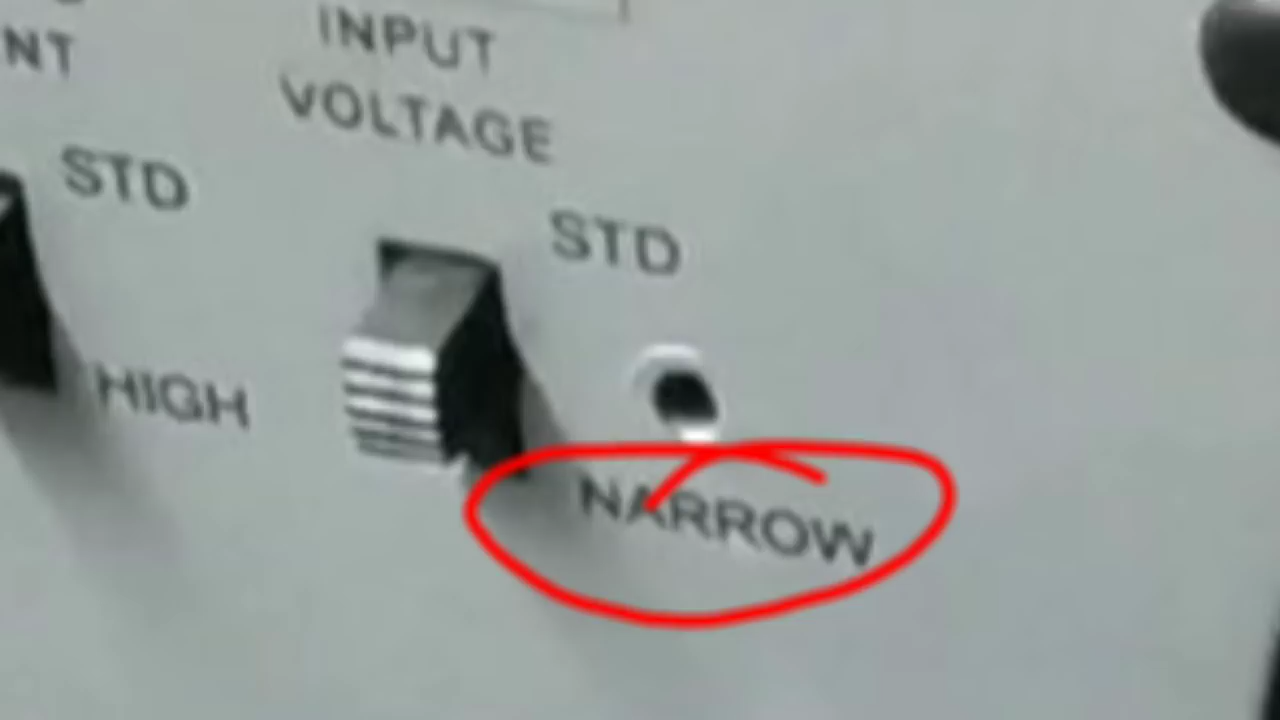 NT
INPUT
VOLTAGE
STD
STD
HIGH
NARROW